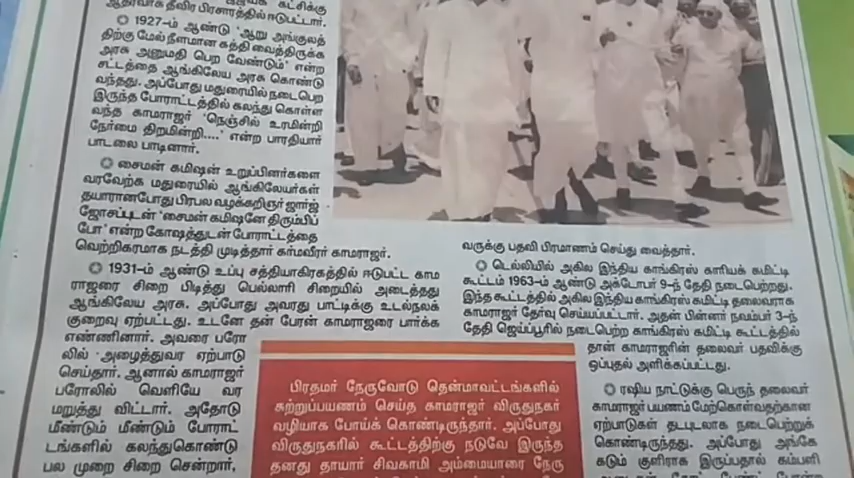 ஆதரவாக தீவிர பிரசாரத்தில் ஈடுபட்டார்.
1927-ம் ஆண்டு 'ஆறு அங்குலத்
திற்கு மேல் நீளமான கத்தி வைத்திருக்க
அரசு அனுமதி பெற வேண்டும்' என்ற
சட்டத்தை ஆங்கிலேய அரசு கொண்டு
வந்தது. அப்போது மதுரையில் நடைபெற
இருந்த போராட்டத்தில் கலந்து கொள்ள
வந்த காமராஜர் 'நெஞ்சில் உரமின்றி
நேர்மை திறமின்றி....' என்ற பாரதியார்
பாடலை பாடினார்.
சைமன் கமிஷன் உறுப்பினர்களை
வரவேற்க மதுரையில் ஆங்கிலேயர்கள்
தயாரானபோது பிரபல வழக்கறிஞர் ஜார்ஜ்
ஜோசப்புடன் 'சைமன் கமிஷனே திரும்பிப்
போ' என்ற கோஷத்துடன் போராட்டத்தை
வெற்றிகரமாக நடத்தி முடித்தார் கர்மவீரர் காமராஜர்.
1931-ம் ஆண்டு உப்பு சத்தியாகிரகத்தில் ஈடுபட்ட காம
ராஜரை சிறை பிடித்து பெல்லாரி சிறையில் அடைத்தது
ஆங்கிலேய அரசு. அப்போது அவரது பாட்டிக்கு உடல்நலக்
குறைவு ஏற்பட்டது. உடனே தன் பேரன் காமராஜரை பார்க்க
எண்ணினார். அவரை பரோ
லில் அழைத்துவர ஏற்பாடு
செய்தார். ஆனால் காமராஜர்
பரோலில் வெளியே வர
மறுத்து விட்டார். அதோடு
மீண்டும் மீண்டும் போராட்
டங்களில் கலந்துகொண்டு
பல முறை சிறை சென்றார்,
பிரதமர் நேருவோடு தென்மாவட்டங்களில்
சுற்றுப்பயணம் செய்த காமராஜர் விருதுநகர்
வழியாக போய்க் கொண்டிருந்தார். அப்போது
விருதுநகரில் கூட்டத்திற்கு நடுவே இருந்த
தனது தாயார் சிவகாமி அம்மையாரை நேரு
வருக்கு பதவி பிரமாணம் செய்து வைத்தார்.
டெல்லியில் அகில இந்திய காங்கிரஸ் காரியக் கமிட்டி
கூட்டம் 1963-ம் ஆண்டு அக்டோபர் 9-ந் தேதி நடைபெற்றது.
இந்த கூட்டத்தில் அகில இந்திய காங்கிரஸ் கமிட்டி தலைவராக
காமராஜர் தேர்வு செய்யப்பட்டார். அதன் பின்னர் நவம்பர் 3-ந்
தேதி ஜெய்ப்பூரில் நடைபெற்ற காங்கிரஸ் கமிட்டி கூட்டத்தில்
தான் காமராஜரின் தலைவர் பதவிக்கு
ஒப்புதல் அளிக்கப்பட்டது.
ரஷிய நாட்டுக்கு பெருந் தலைவர்
காமராஜர் பயணம் மேற்கொள்வதற்கான
ஏற்பாடுகள் தடபுடலாக நடைபெற்றுக்
கொண்டிருந்தது. அப்போது அங்கே
கடும் குளிராக இருப்பதால் கம்பளி